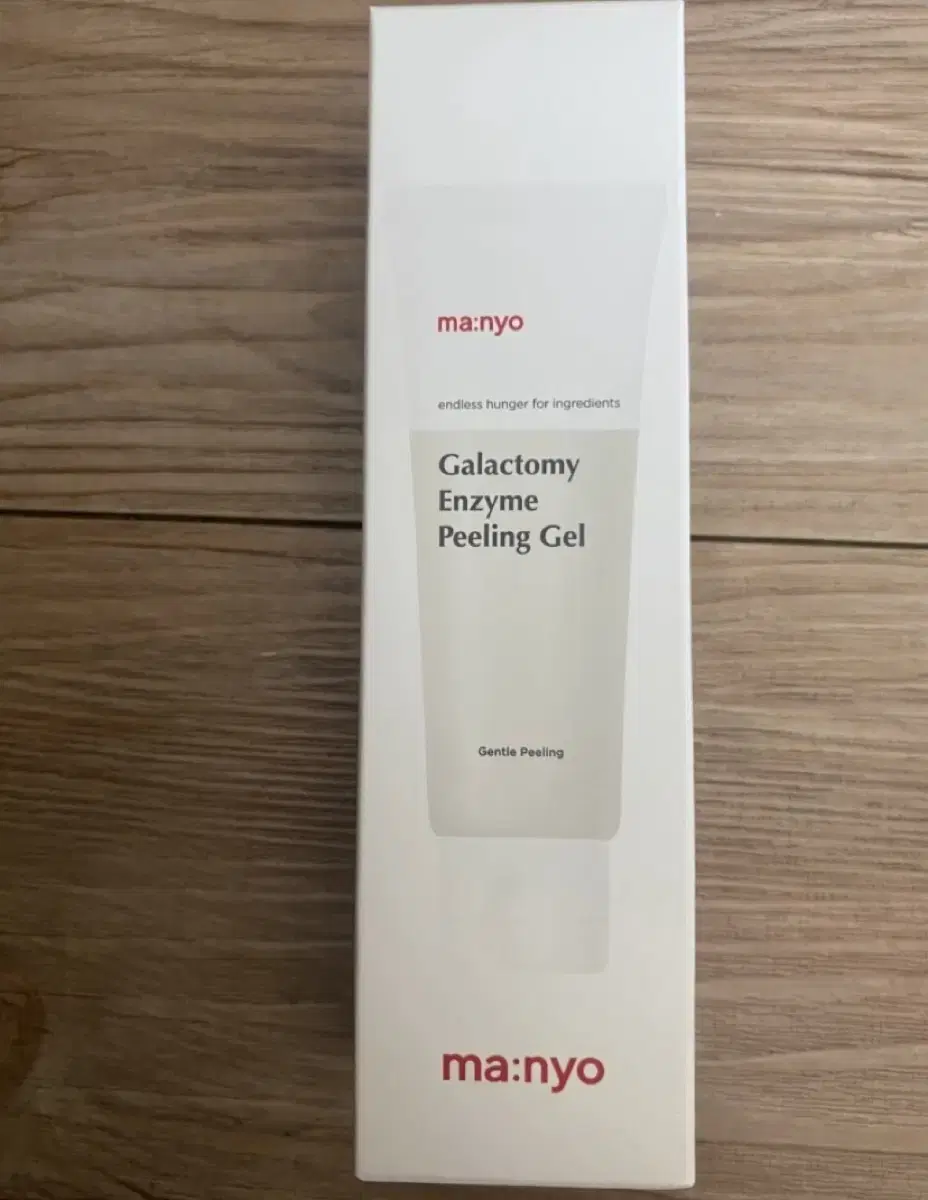 ma:nyo
endless hunger for ingredients
Galactomy
Enzyme
Peeling Gel
Gentle Peeling
ma:nyo